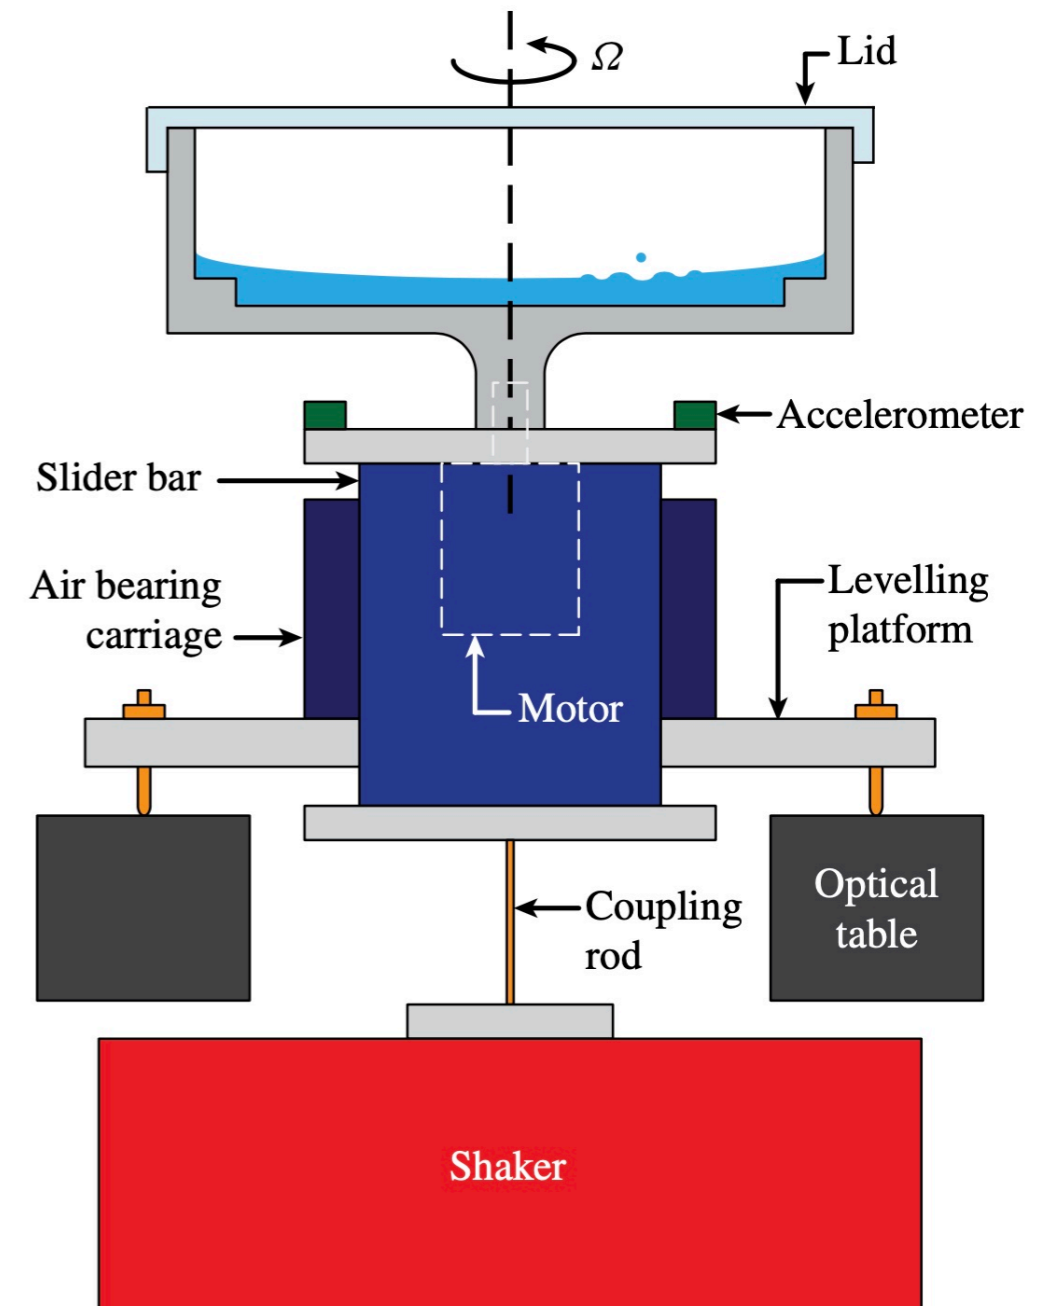 Ω
Lid
Accelerometer
Slider bar
Air bearing
carriage
Levelling
platform
Motor
Optical
table
Coupling
rod
Shaker